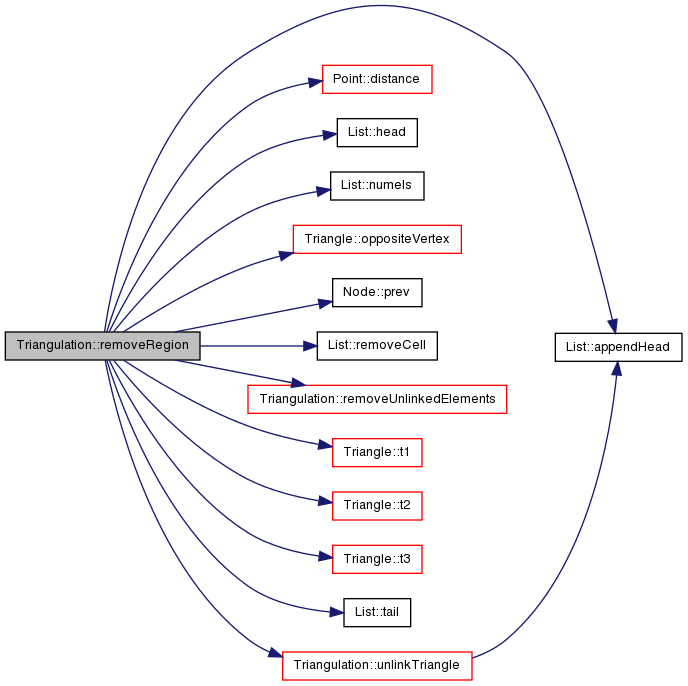 Point::distance
List::head
List::numels
Triangle::oppositeVertex
Node::prev
Triangulation::removeRegion
List::removeCell
List::appendHead
Triangulation::removeUnlinkedElements
Triangle::t1
Triangle::t2
Triangle::t3
List::tail
Triangulation::unlinkTriangle